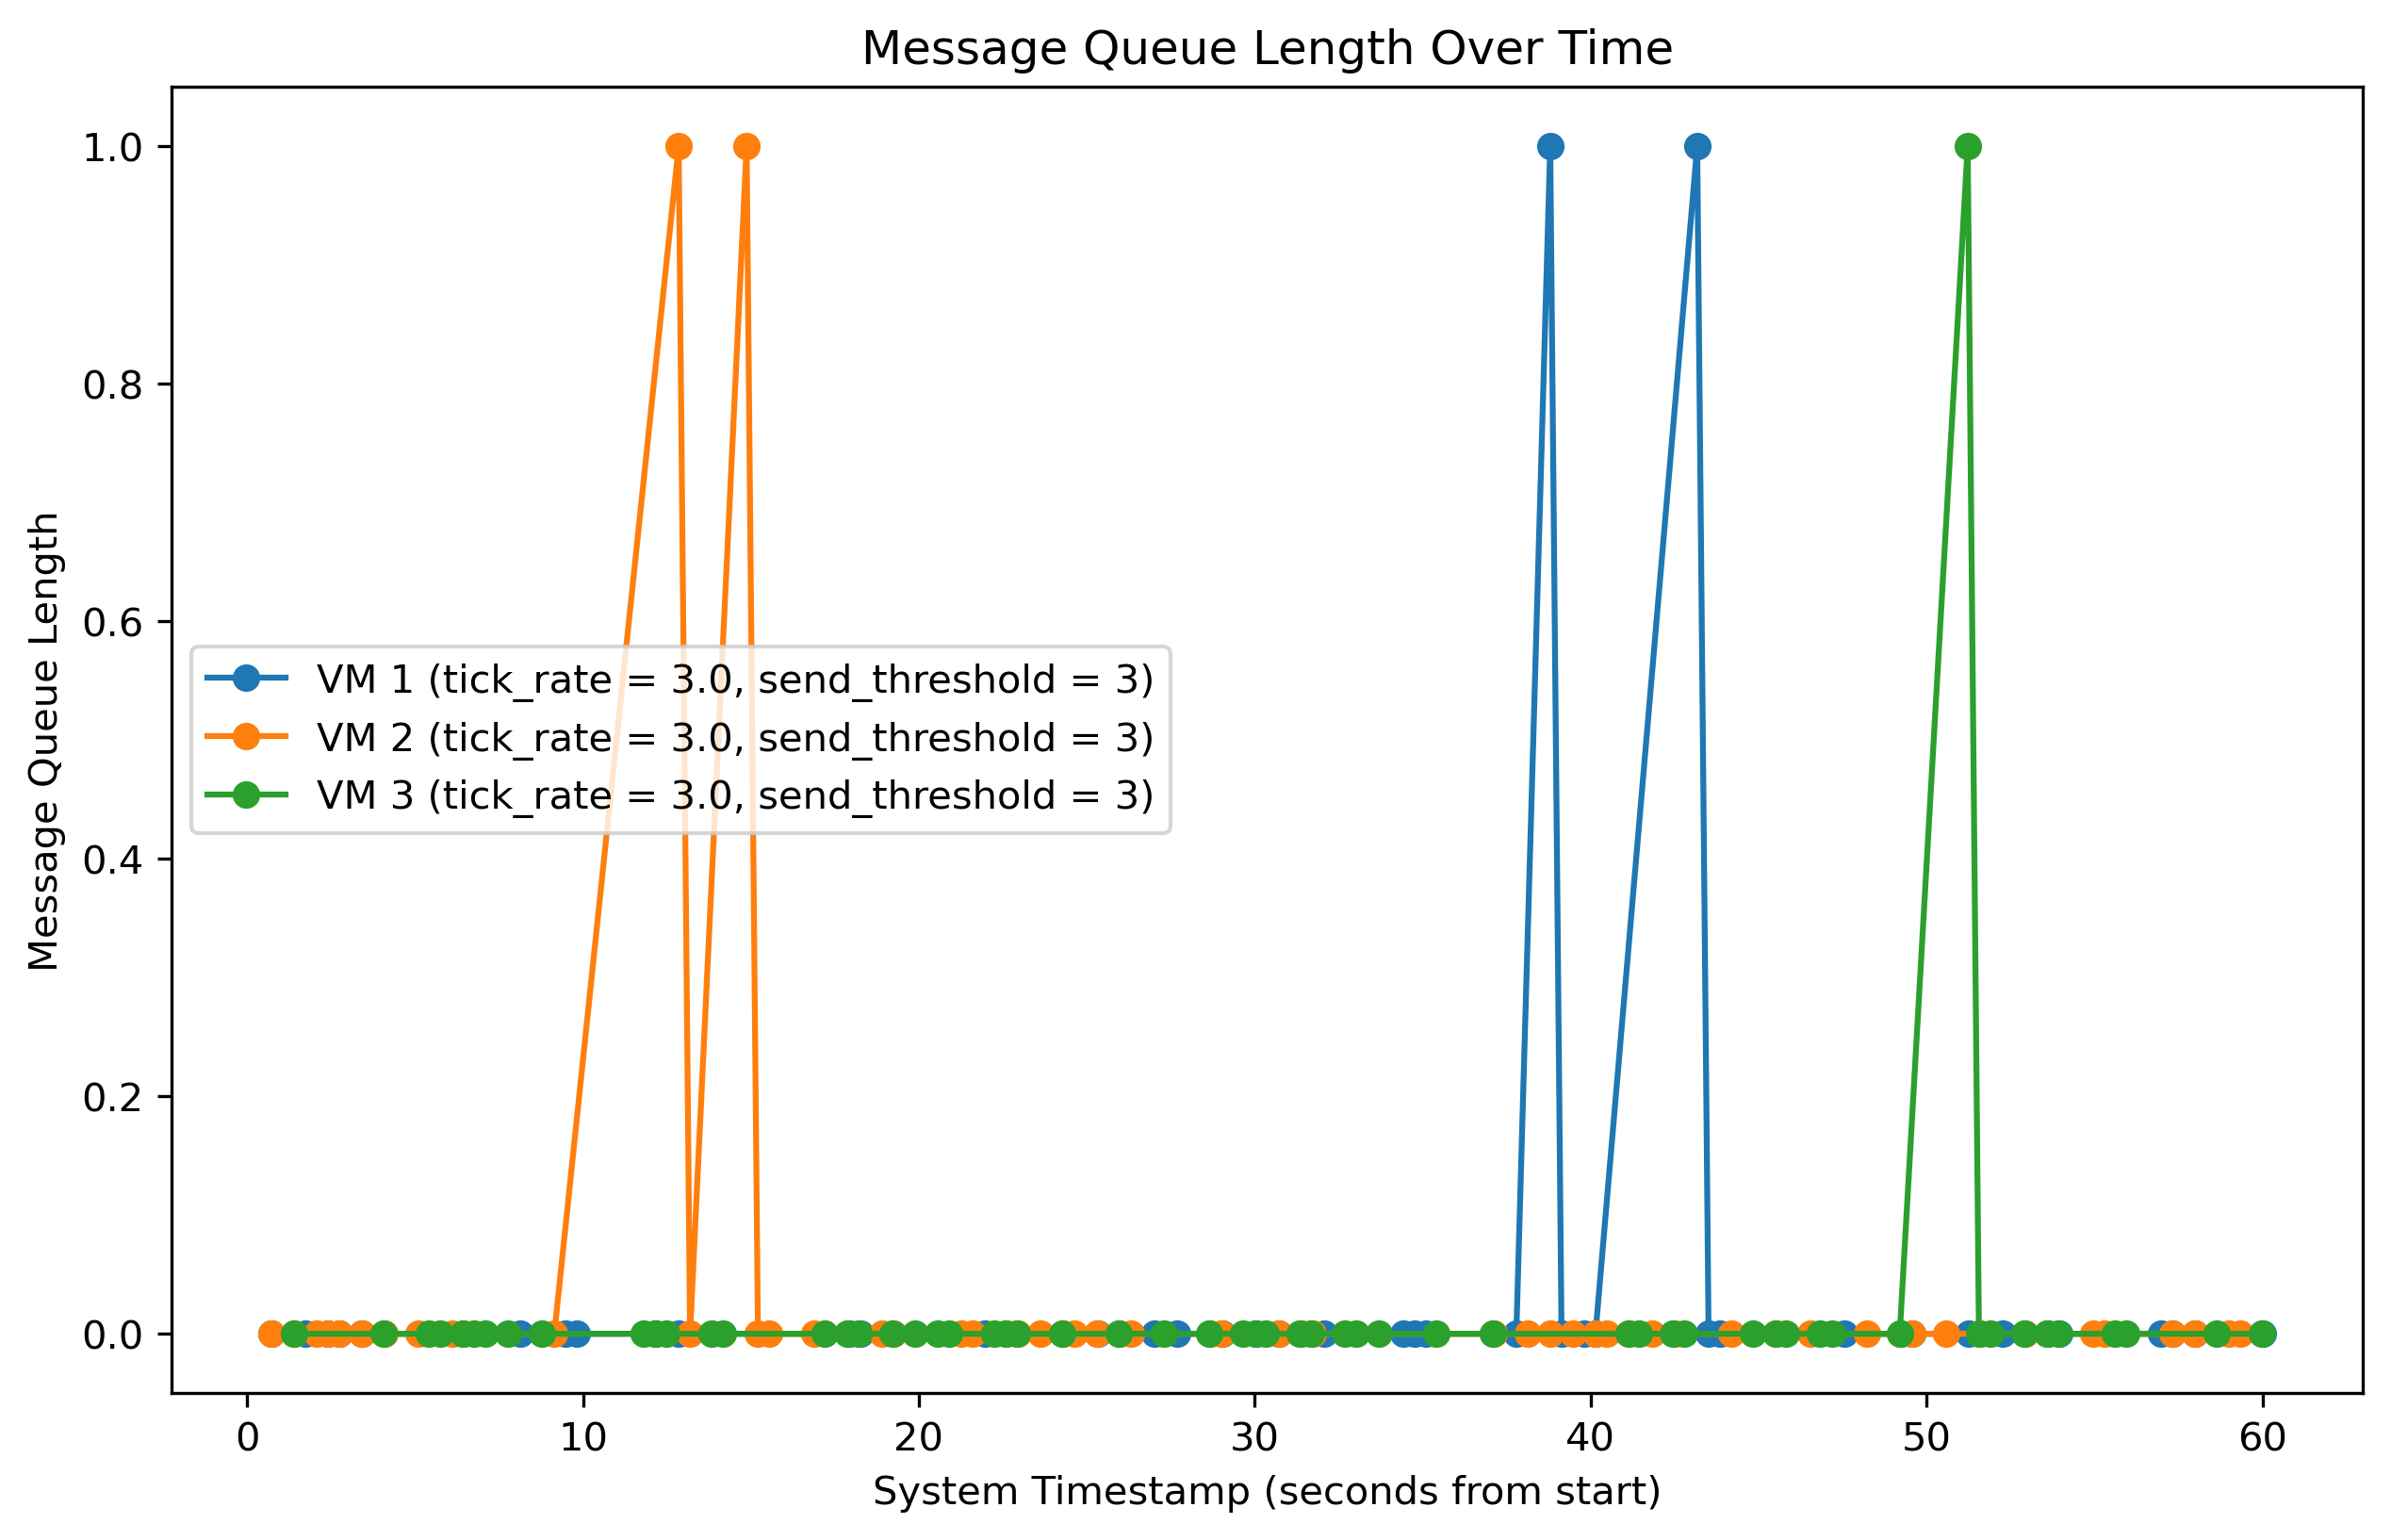 Message Queue Length Over Time
Message Queue Length
1.0
0.8
0.6
0.4
0.2
0.0
VM 1 (tick_rate = 3.0, send_threshold = 3)
VM 2 (tick_rate = 3.0, send_threshold = 3)
VM 3 (tick_rate = 3.0, send_threshold = 3)
0 10 20 30 40 50 60
System Timestamp (seconds from start)